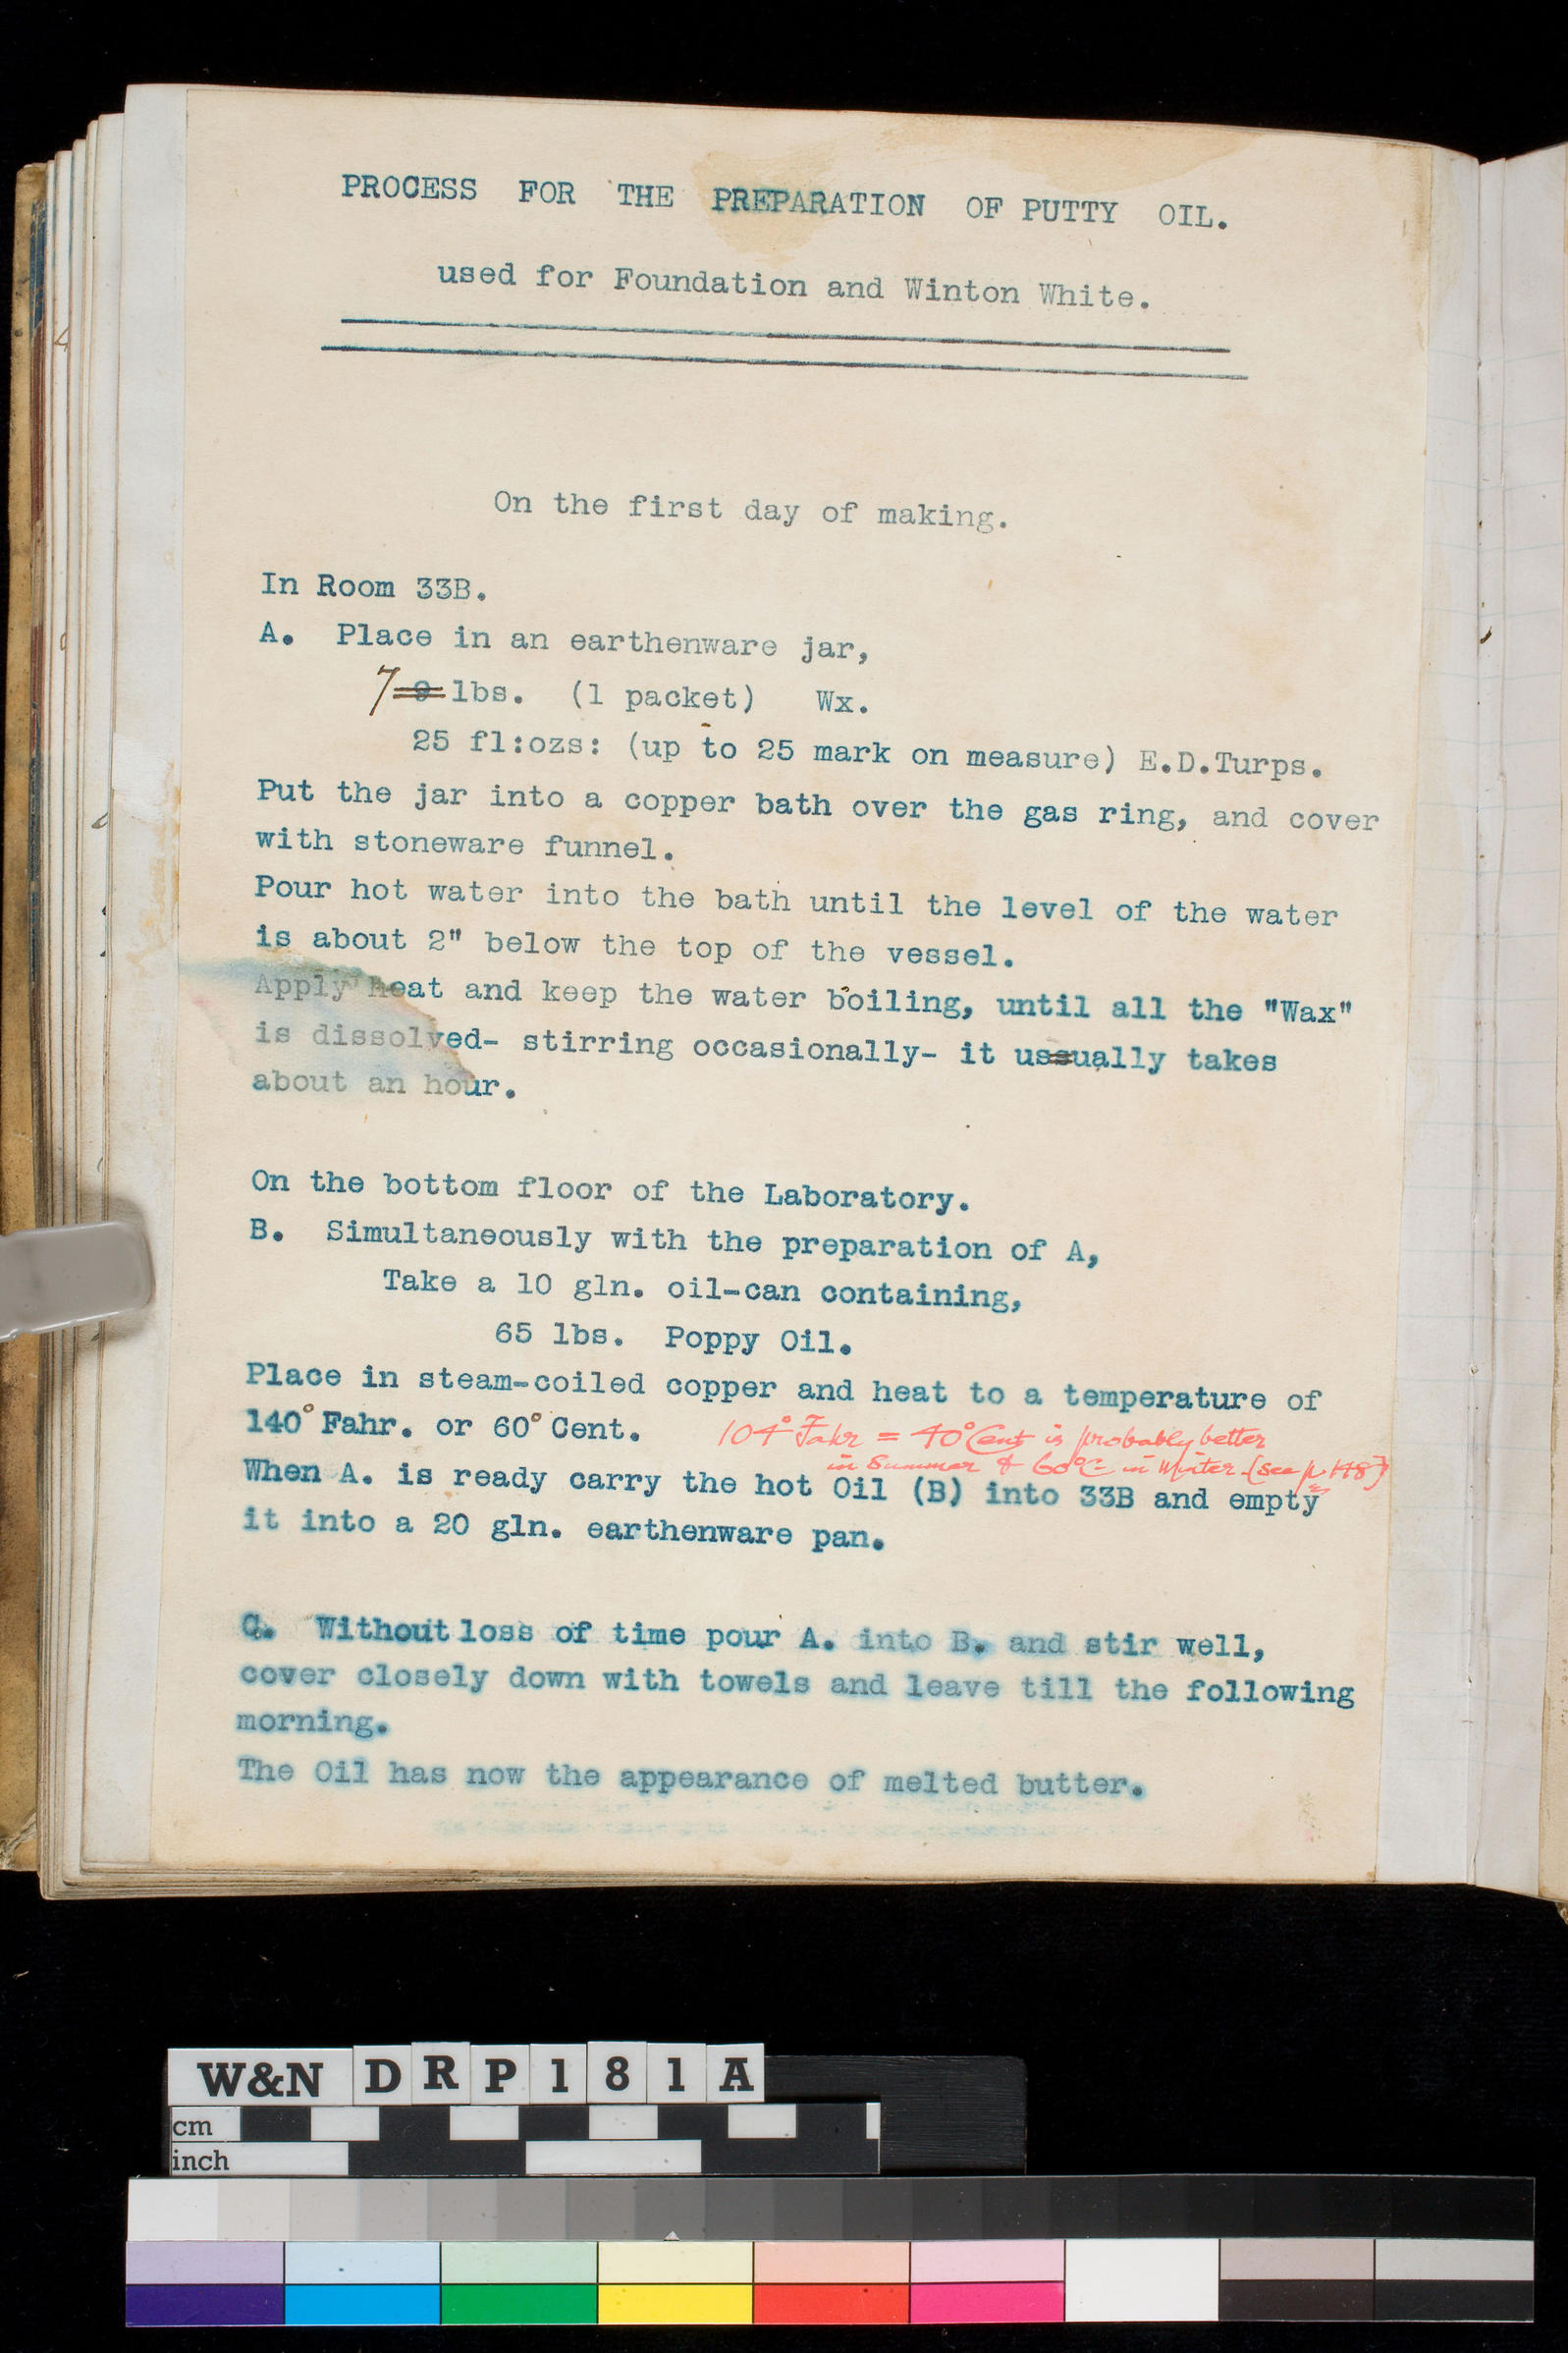 PROCESS FOR THE PREPARATION OF PUTTY OIL.
used for Foundation and Winton White.
On the first day of making.
In Room 33B.
A. Place in an earthenware jar,
7 9 lbs. (1 packet) Wx.
25 fl:ozs: (up to 25 mark on measure) E.D.Turps.
Put the jar into a copper bath over the gas ring, and cover
with stoneware funnel.
Pour hot water into the bath until the level of the water
is about 2" below the top of the vessel.
Apply heat and keep the water boiling, until all the "Wax"
is dissolved- stirring occasionally- it ussually takes
about an hour.
On the bottom floor of the Laboratory.
B. Simultaneously with the preparation of A,
Take a 10 gln. oil-can containing,
65 lbs. Poppy Oil.
Place in steam-coiled copper and heat to a temperature of
140° Fahr. or 60° Cent. 104° Fahr = 40° Cent is probably better
in Summer & 60°C in Winter (see p. 148)
When A. is ready carry the hot Oil (B) into 33B and empty
it into a 20 gln. earthenware pan.
C. Without loss of time pour A. into B. and stir well,
cover closely down with towels and leave till the following
morning.
The Oil has now the appearance of melted butter.
W&N DRP181A
cm
inch